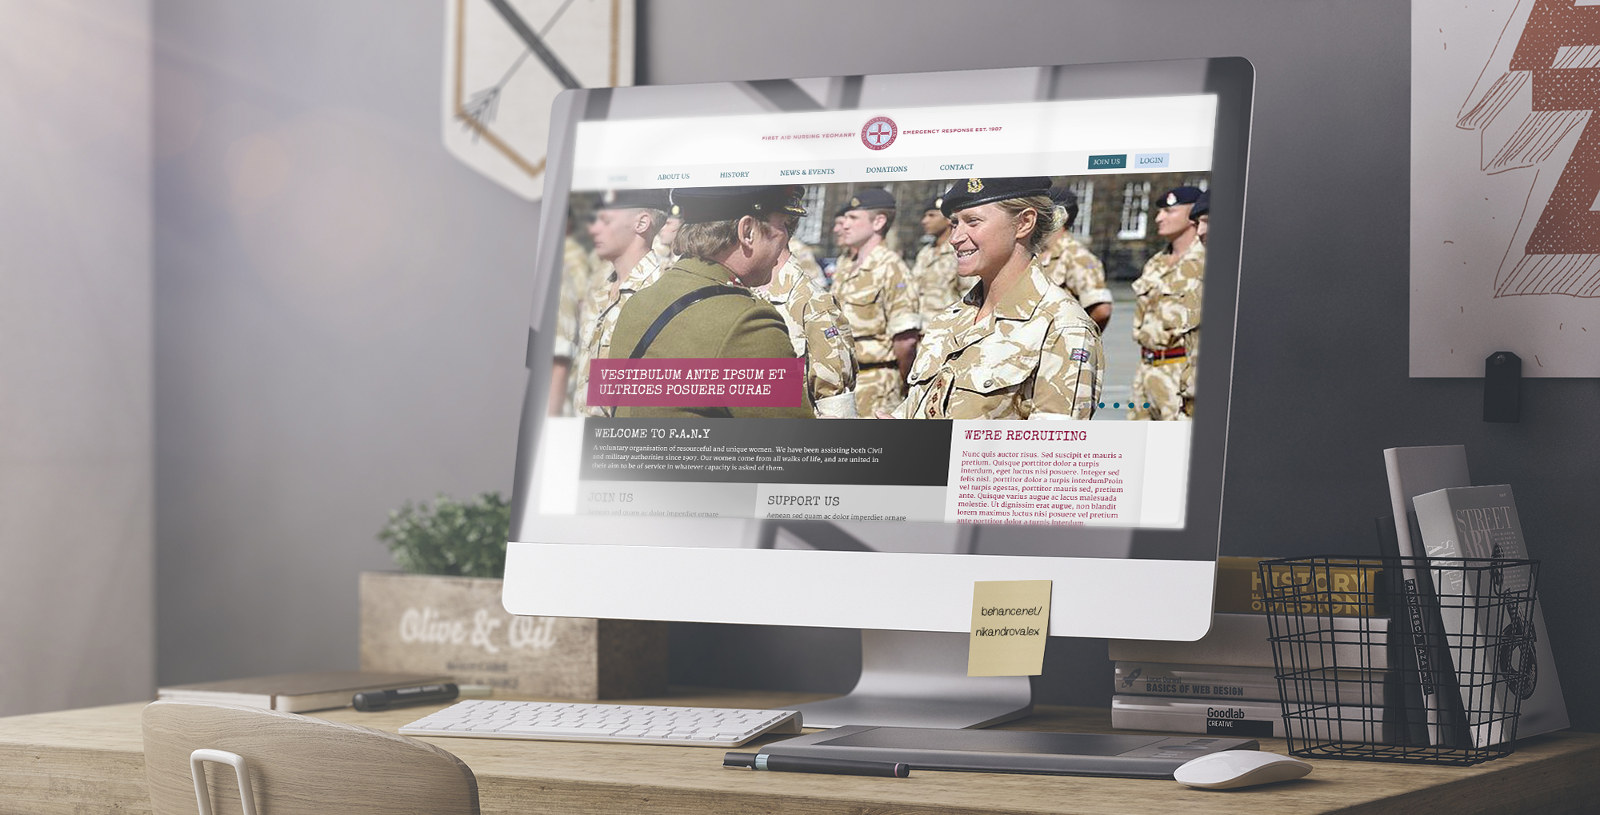 FIRST AID NURSING YEOMANRY
EMERGENCY RESPONSE EST. 1907
ABOUT US
HISTORY
NEWS & EVENTS
DONATIONS
CONTACT
JOIN US
LOGIN
VESTIBULUM ANTE IPSUM ET
ULTRICES POSUERE CURAE
WELCOME TO F.A.N.Y
A voluntary organisation of resourceful and unique women. We have been assisting both Civil
and military authorities since 1907. Our women come from all walks of life, and are united in
their aim to be of service in whatever capacity is asked of them.
JOIN US
Aenean sed quam ac dolor imperdiet ornare
SUPPORT US
Aenean sed quam ac dolor imperdiet ornare
WE'RE RECRUITING
Nunc quis auctor risus. Sed suscipit et mauris a
pretium. Quisque porttitor dolor a turpis
interdum, eget luctus nisi posuere. Integer sed
felis nisl. porttitor dolor a turpis interdumProin
vel turpis egestas, porttitor mauris sed, pretium
ante. Quisque varius augue ac lacus malesuada
molestie. Ut dignissim erat augue, non blandit
lorem maximus luctus nisi posuere vel pretium
ante porttitor dolor a turpis interdum.
behance.net/
nikandrovalex
Olive & Oil
HISTORY
BASICS OF WEB DESIGN
Goodlab
CREATIVE
STREET
ART